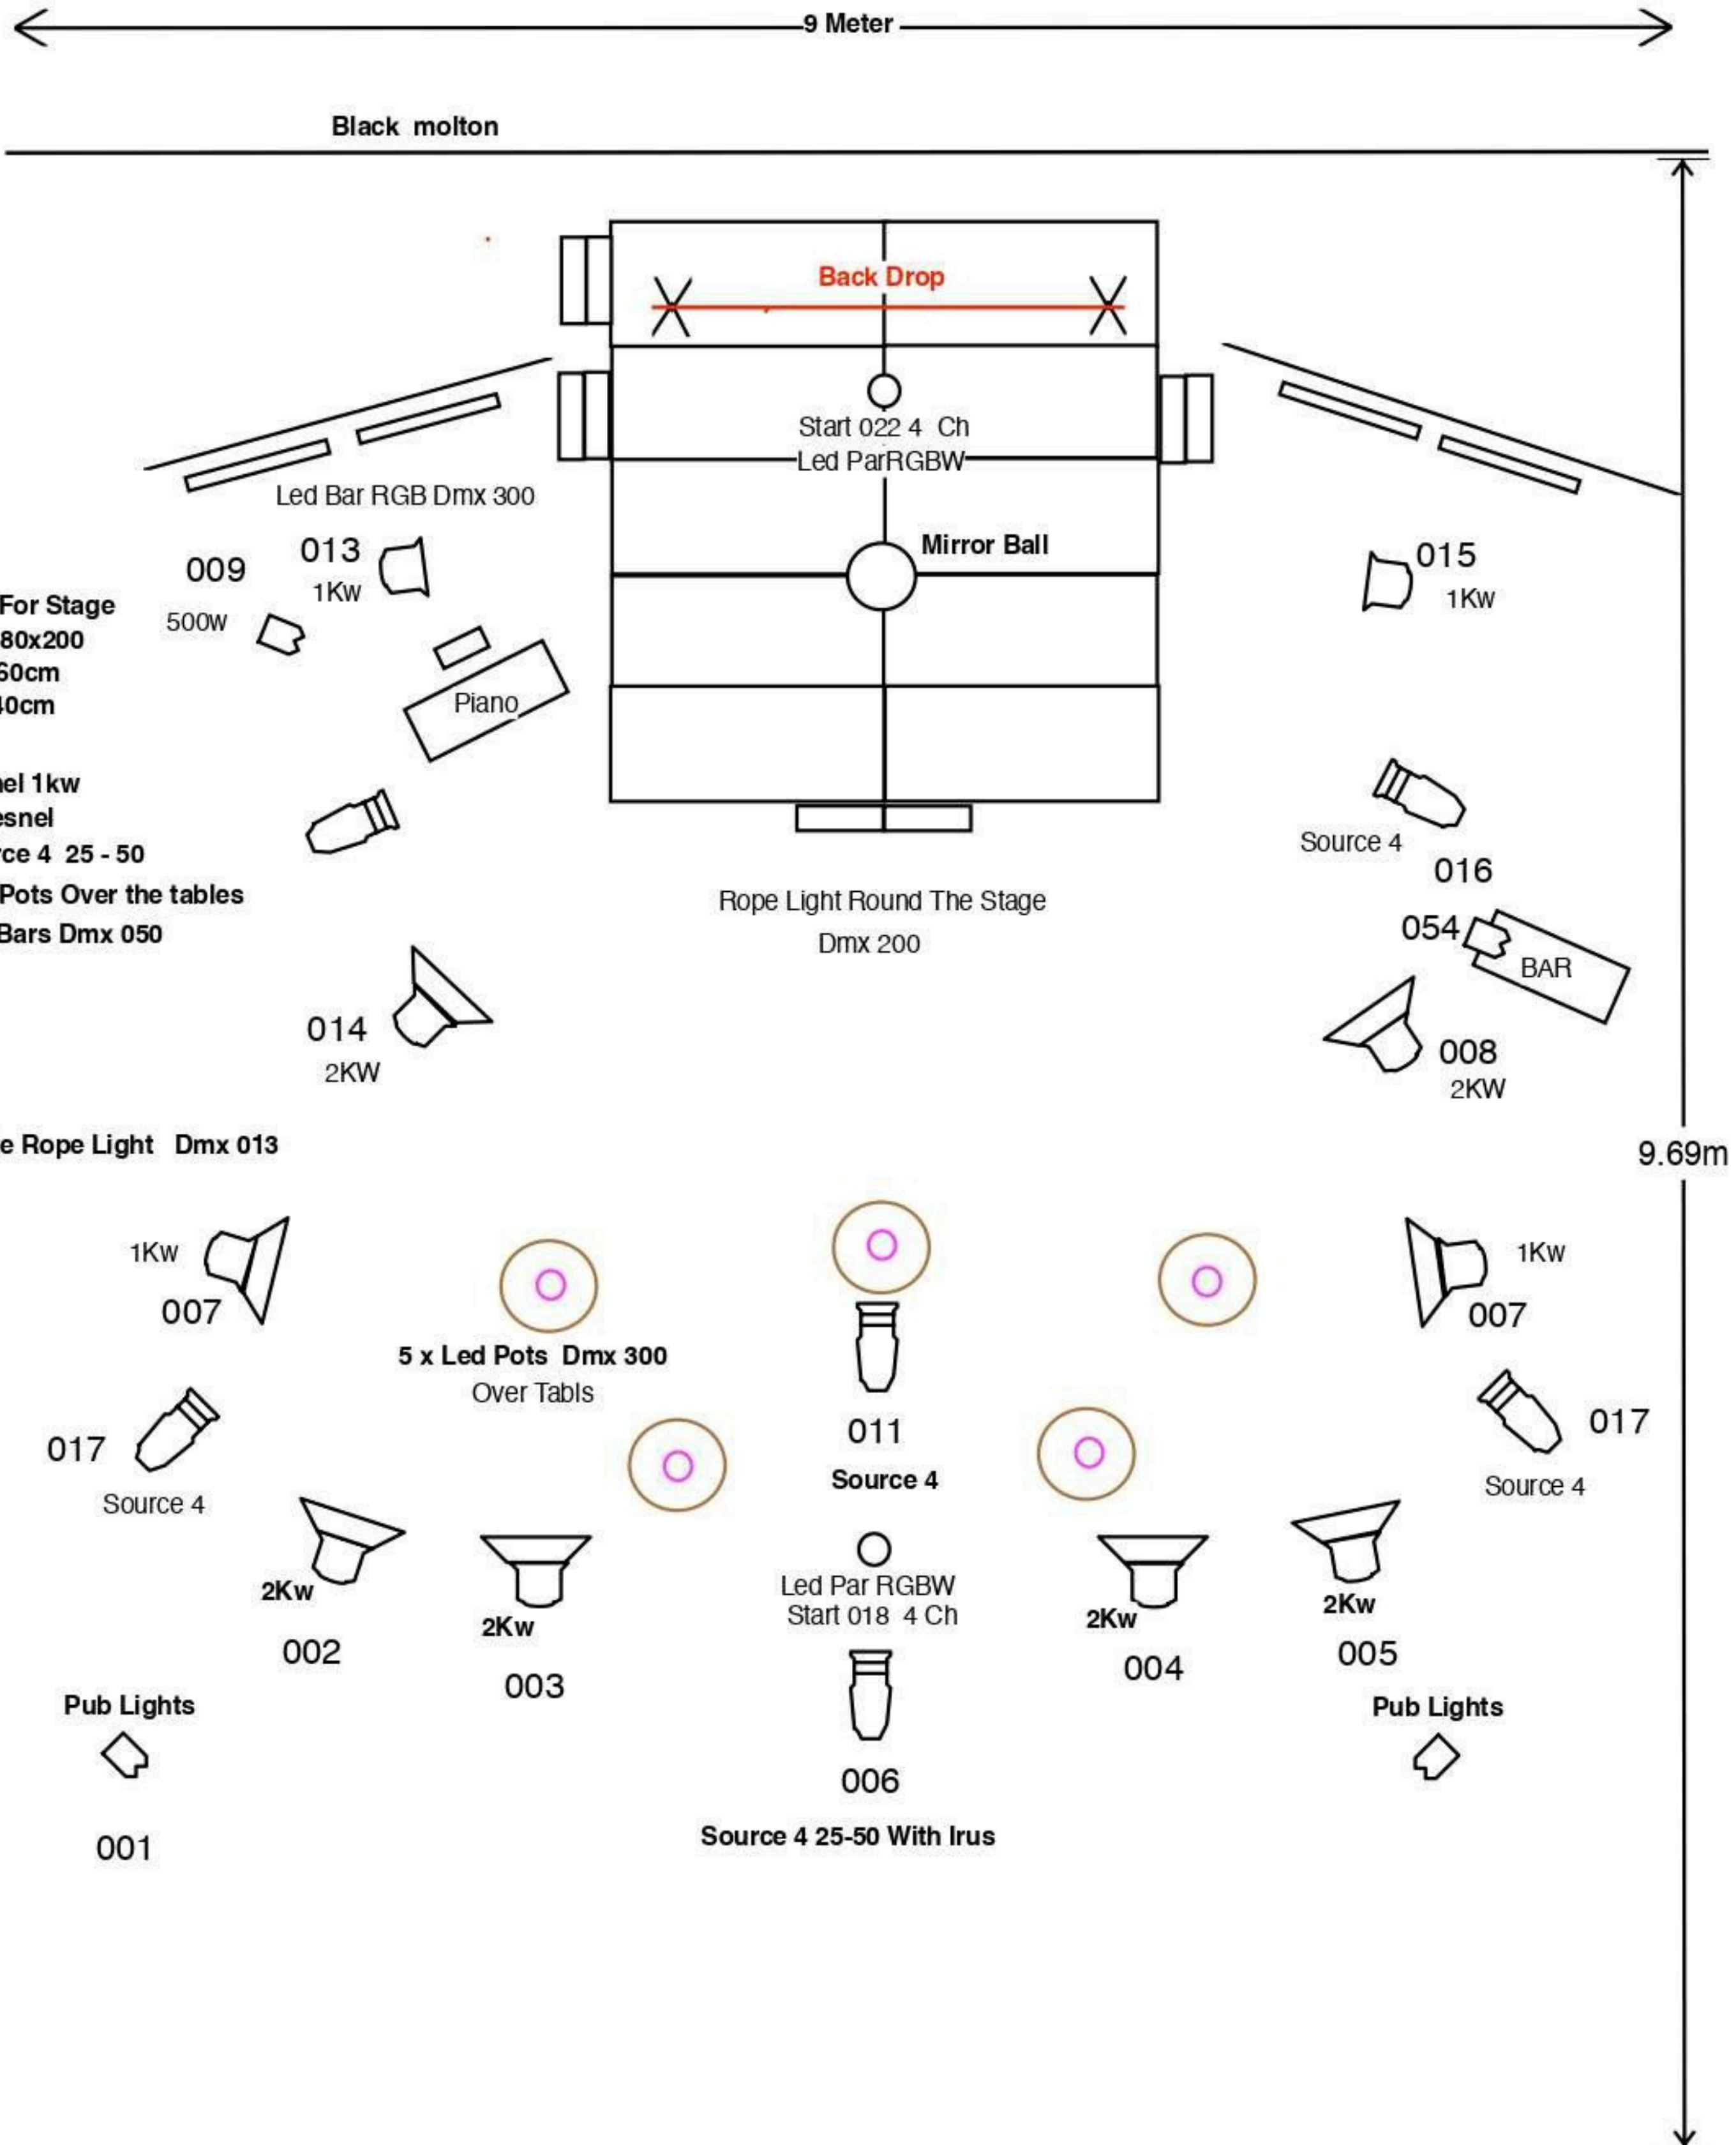 9 Meter
Black molton
Back Drop
Start 022 4 Ch
Led ParRGBW
Led Bar RGB Dmx 300
Mirror Ball
009
013
1Kw
500W
015
1Kw
For Stage
80x200
60cm
40cm
Piano
1kw
Source 4
016
4 25 - 50
Pots Over the tables
Bars Dmx 050
Rope Light Round The Stage
Dmx 200
054
BAR
014
2KW
008
2KW
Rope Light Dmx 013
9.69m
1Kw
007
1Kw
007
5 x Led Pots Dmx 300
Over Tabls
011
Source 4
017
Source 4
017
Source 4
2Kw
002
2Kw
003
Led Par RGBW
Start 018 4 Ch
2Kw
004
2Kw
005
Pub Lights
Pub Lights
006
Source 4 25-50 With Irus
001